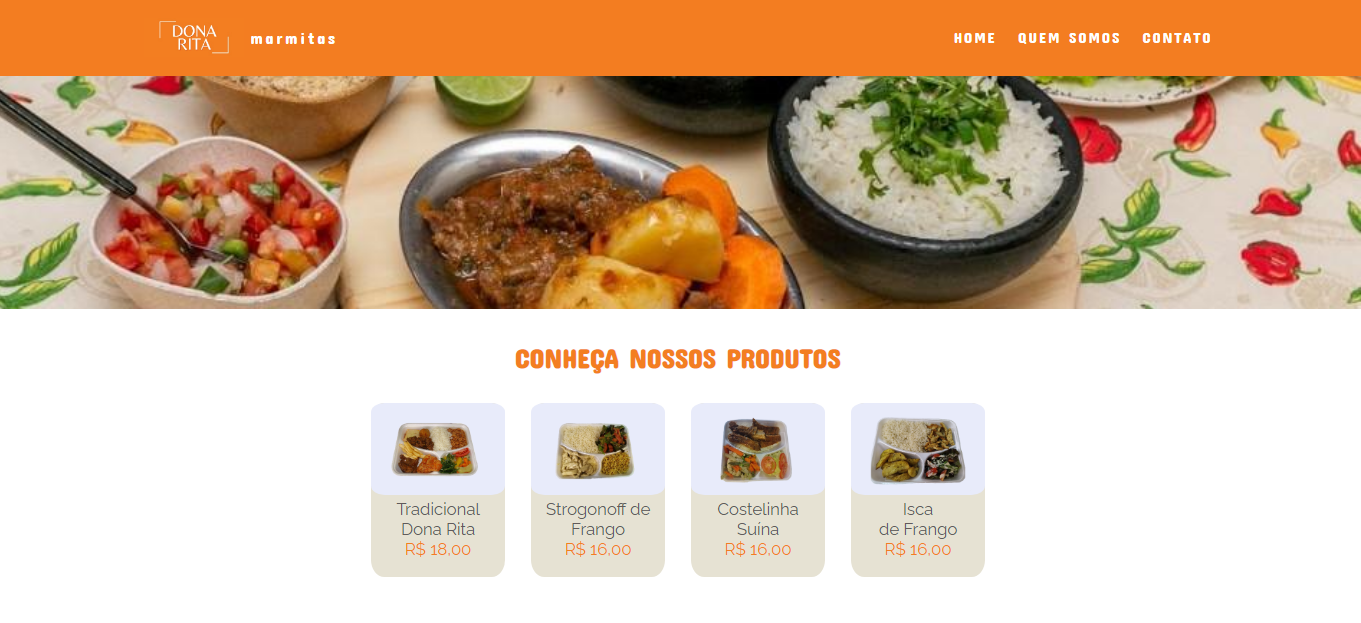 DONA
RITA
marmitas
HOME QUEM SOMOS CONTATO
CONHEÇA NOSSOS PRODUTOS
Tradicional
Dona Rita
R$ 18,00
Strogonoff de
Frango
R$ 16,00
Costelinha
Suína
R$ 16,00
Isca
de Frango
R$ 16,00